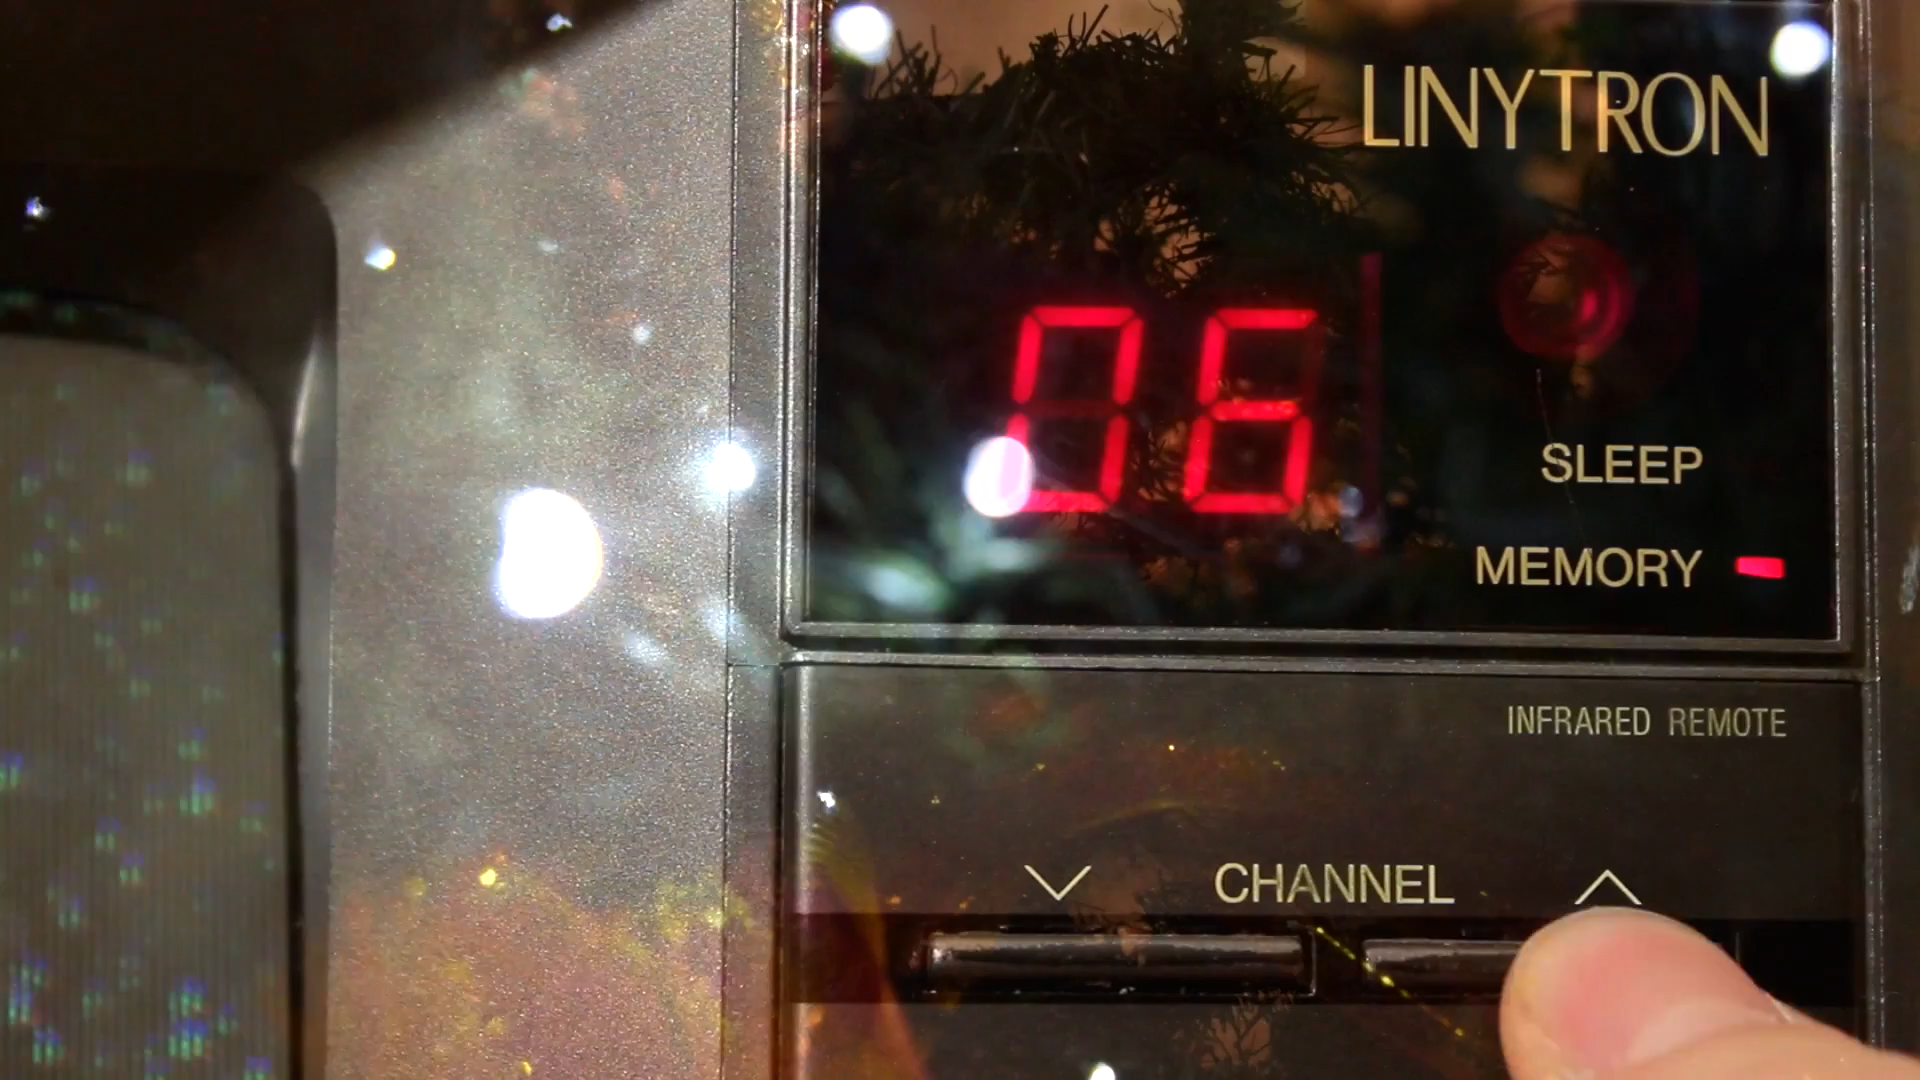 LINYTRON
06
SLEEP
MEMORY
INFRARED REMOTE
CHANNEL